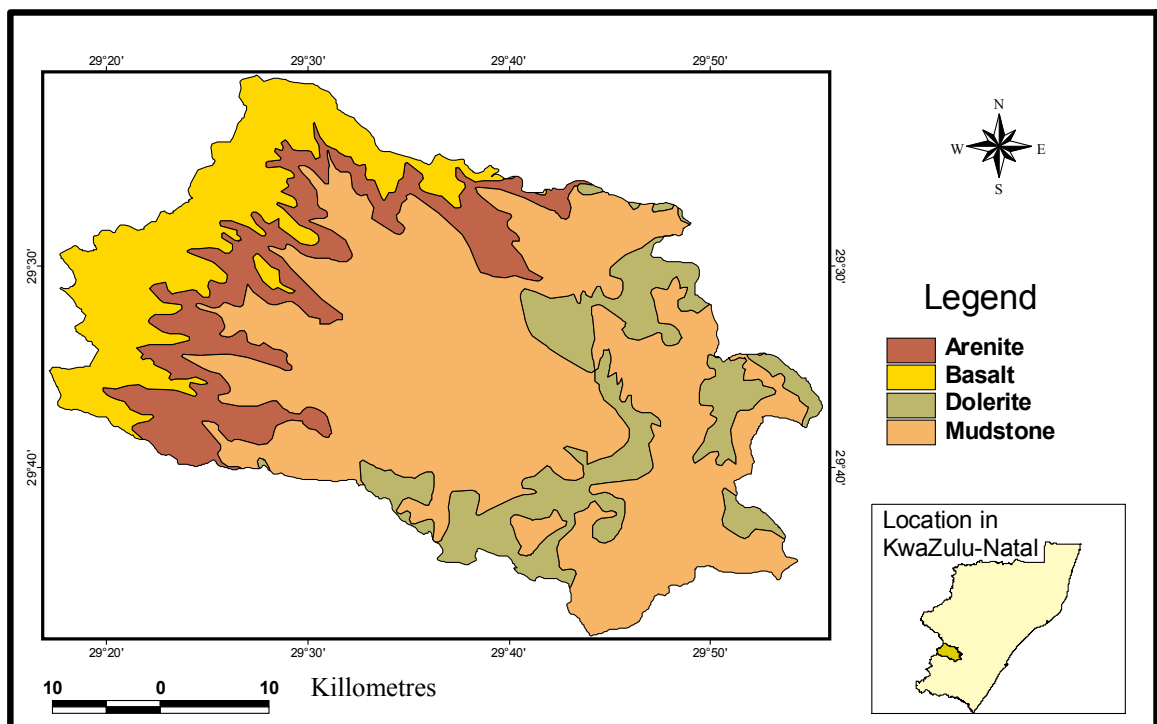 29°20' 29°30' 29°40' 29°50'
N
W E
S
29°30' 29°30'
Legend
Arenite
Basalt
Dolerite
Mudstone
29°40' 29°40'
Location in
KwaZulu-Natal
29°20' 29°30' 29°40' 29°50'
10 0 10 Killometres